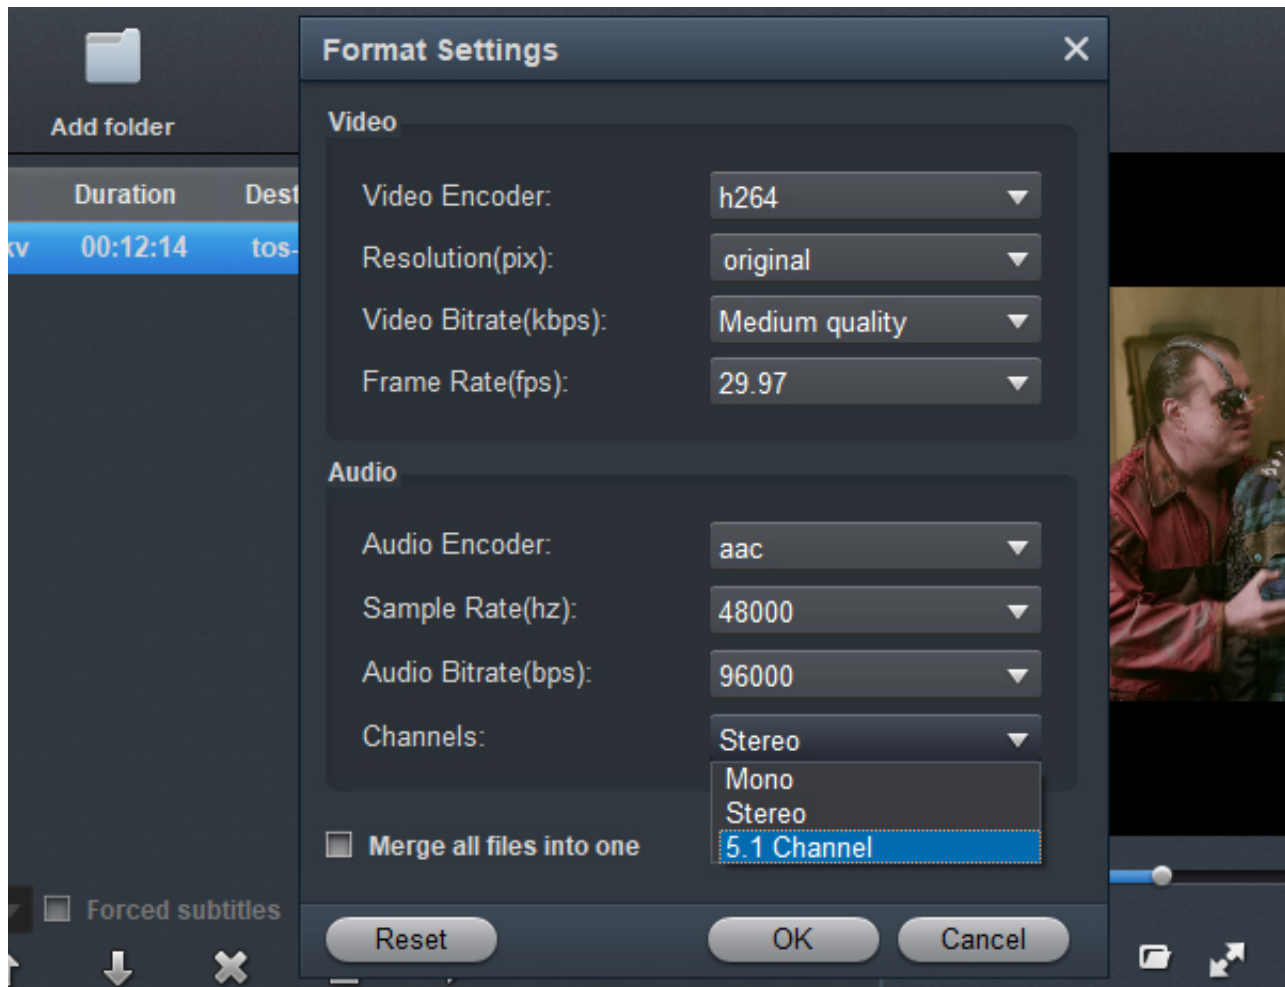 Format Settings
Add folder
Video
Duration Dest
kv 00:12:14 tos-
Video Encoder: h264
Resolution(pix): original
Video Bitrate(kbps): Medium quality
Frame Rate(fps): 29.97
Audio
Audio Encoder: aac
Sample Rate(hz): 48000
Audio Bitrate(bps): 96000
Channels: Stereo
Mono
Stereo
5.1 Channel
Merge all files into one
Forced subtitles
Reset OK Cancel